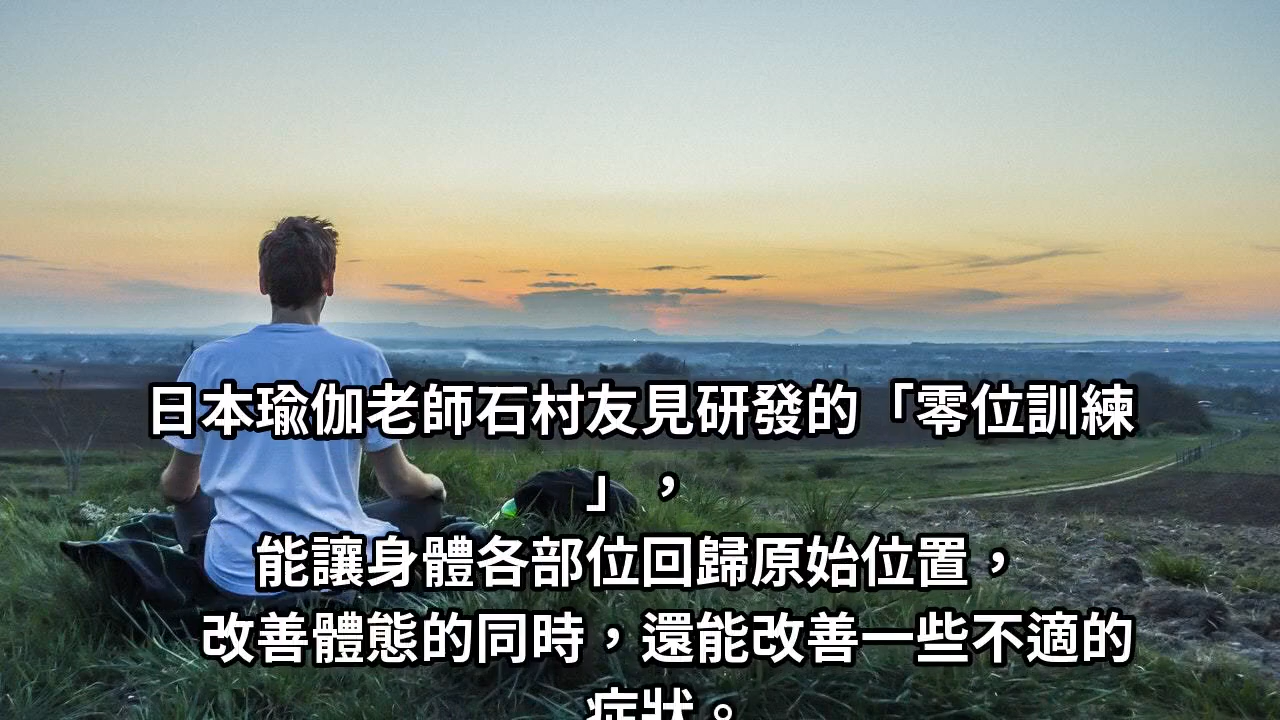 日本瑜伽老師石村友見研發的「零位訓練
」，
能讓身體各部位回歸原始位置，
改善體態的同時，還能改善一些不適的
症狀。